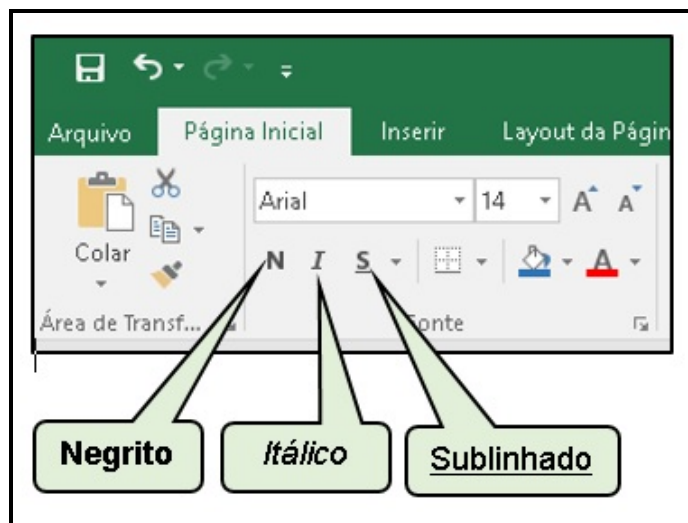 Arquivo Página Inicial Inserir Layout da Págin
Arial 14 A A
Colar N I S A
Área de Transf... Fonte
Negrito Itálico Sublinhado